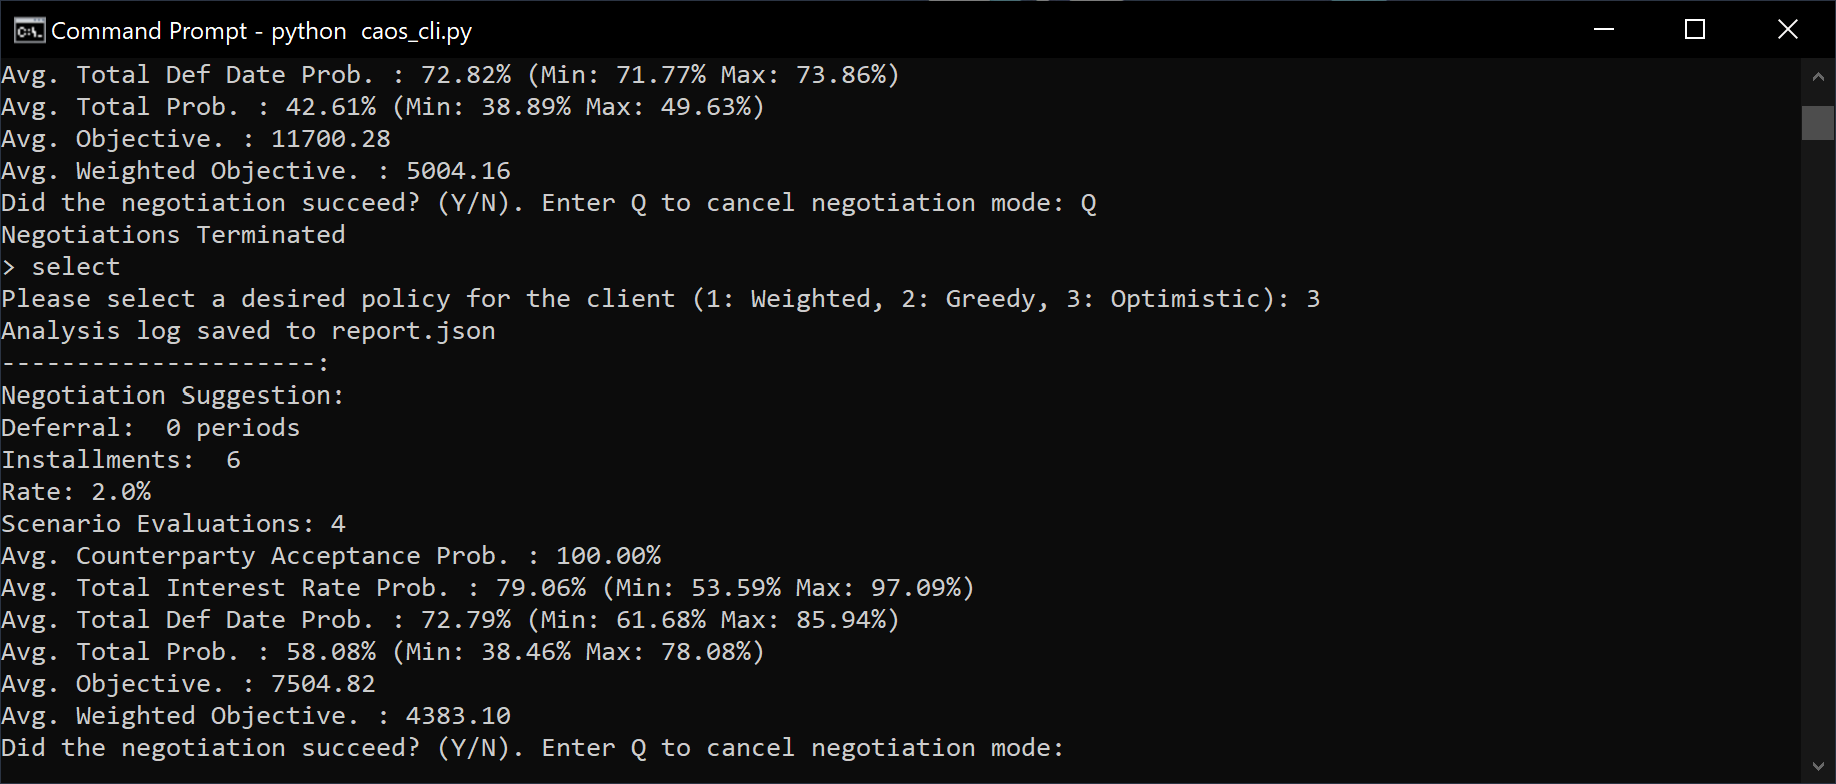 Command Prompt - python  caos_cli.py
Avg. Total Def Date Prob. : 72.82% (Min: 71.77% Max: 73.86%)
Avg. Total Prob. : 42.61% (Min: 38.89% Max: 49.63%)
Avg. Objective. : 11700.28
Avg. Weighted Objective. : 5004.16
Did the negotiation succeed? (Y/N). Enter Q to cancel negotiation mode: Q
Negotiations Terminated
> select
Please select a desired policy for the client (1: Weighted, 2: Greedy, 3: Optimistic): 3
Analysis log saved to report.json
---------------------:
Negotiation Suggestion:
Deferral:  0 periods
Installments:  6
Rate: 2.0%
Scenario Evaluations: 4
Avg. Counterparty Acceptance Prob. : 100.00%
Avg. Total Interest Rate Prob. : 79.06% (Min: 53.59% Max: 97.09%)
Avg. Total Def Date Prob. : 72.79% (Min: 61.68% Max: 85.94%)
Avg. Total Prob. : 58.08% (Min: 38.46% Max: 78.08%)
Avg. Objective. : 7504.82
Avg. Weighted Objective. : 4383.10
Did the negotiation succeed? (Y/N). Enter Q to cancel negotiation mode: